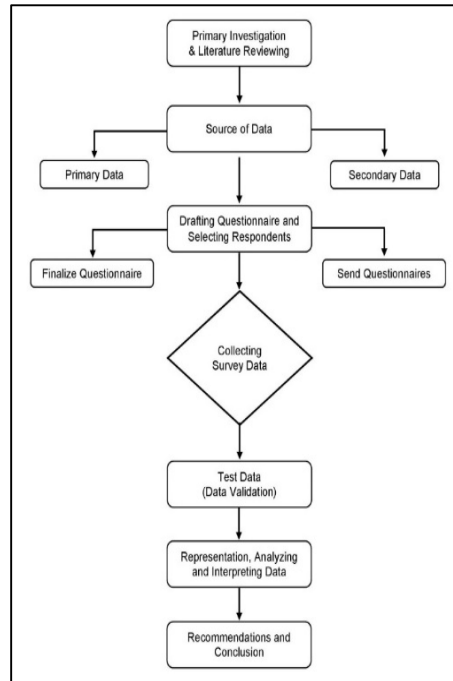 Primary Investigation
& Literature Reviewing
Source of Data
Primary Data
Secondary Data
Drafting Questionnaire and
Selecting Respondents
Finalize Questionnaire
Send Questionnaires
Collecting
Survey Data
Test Data
(Data Validation)
Representation, Analyzing
and Interpreting Data
Recommendations and
Conclusion